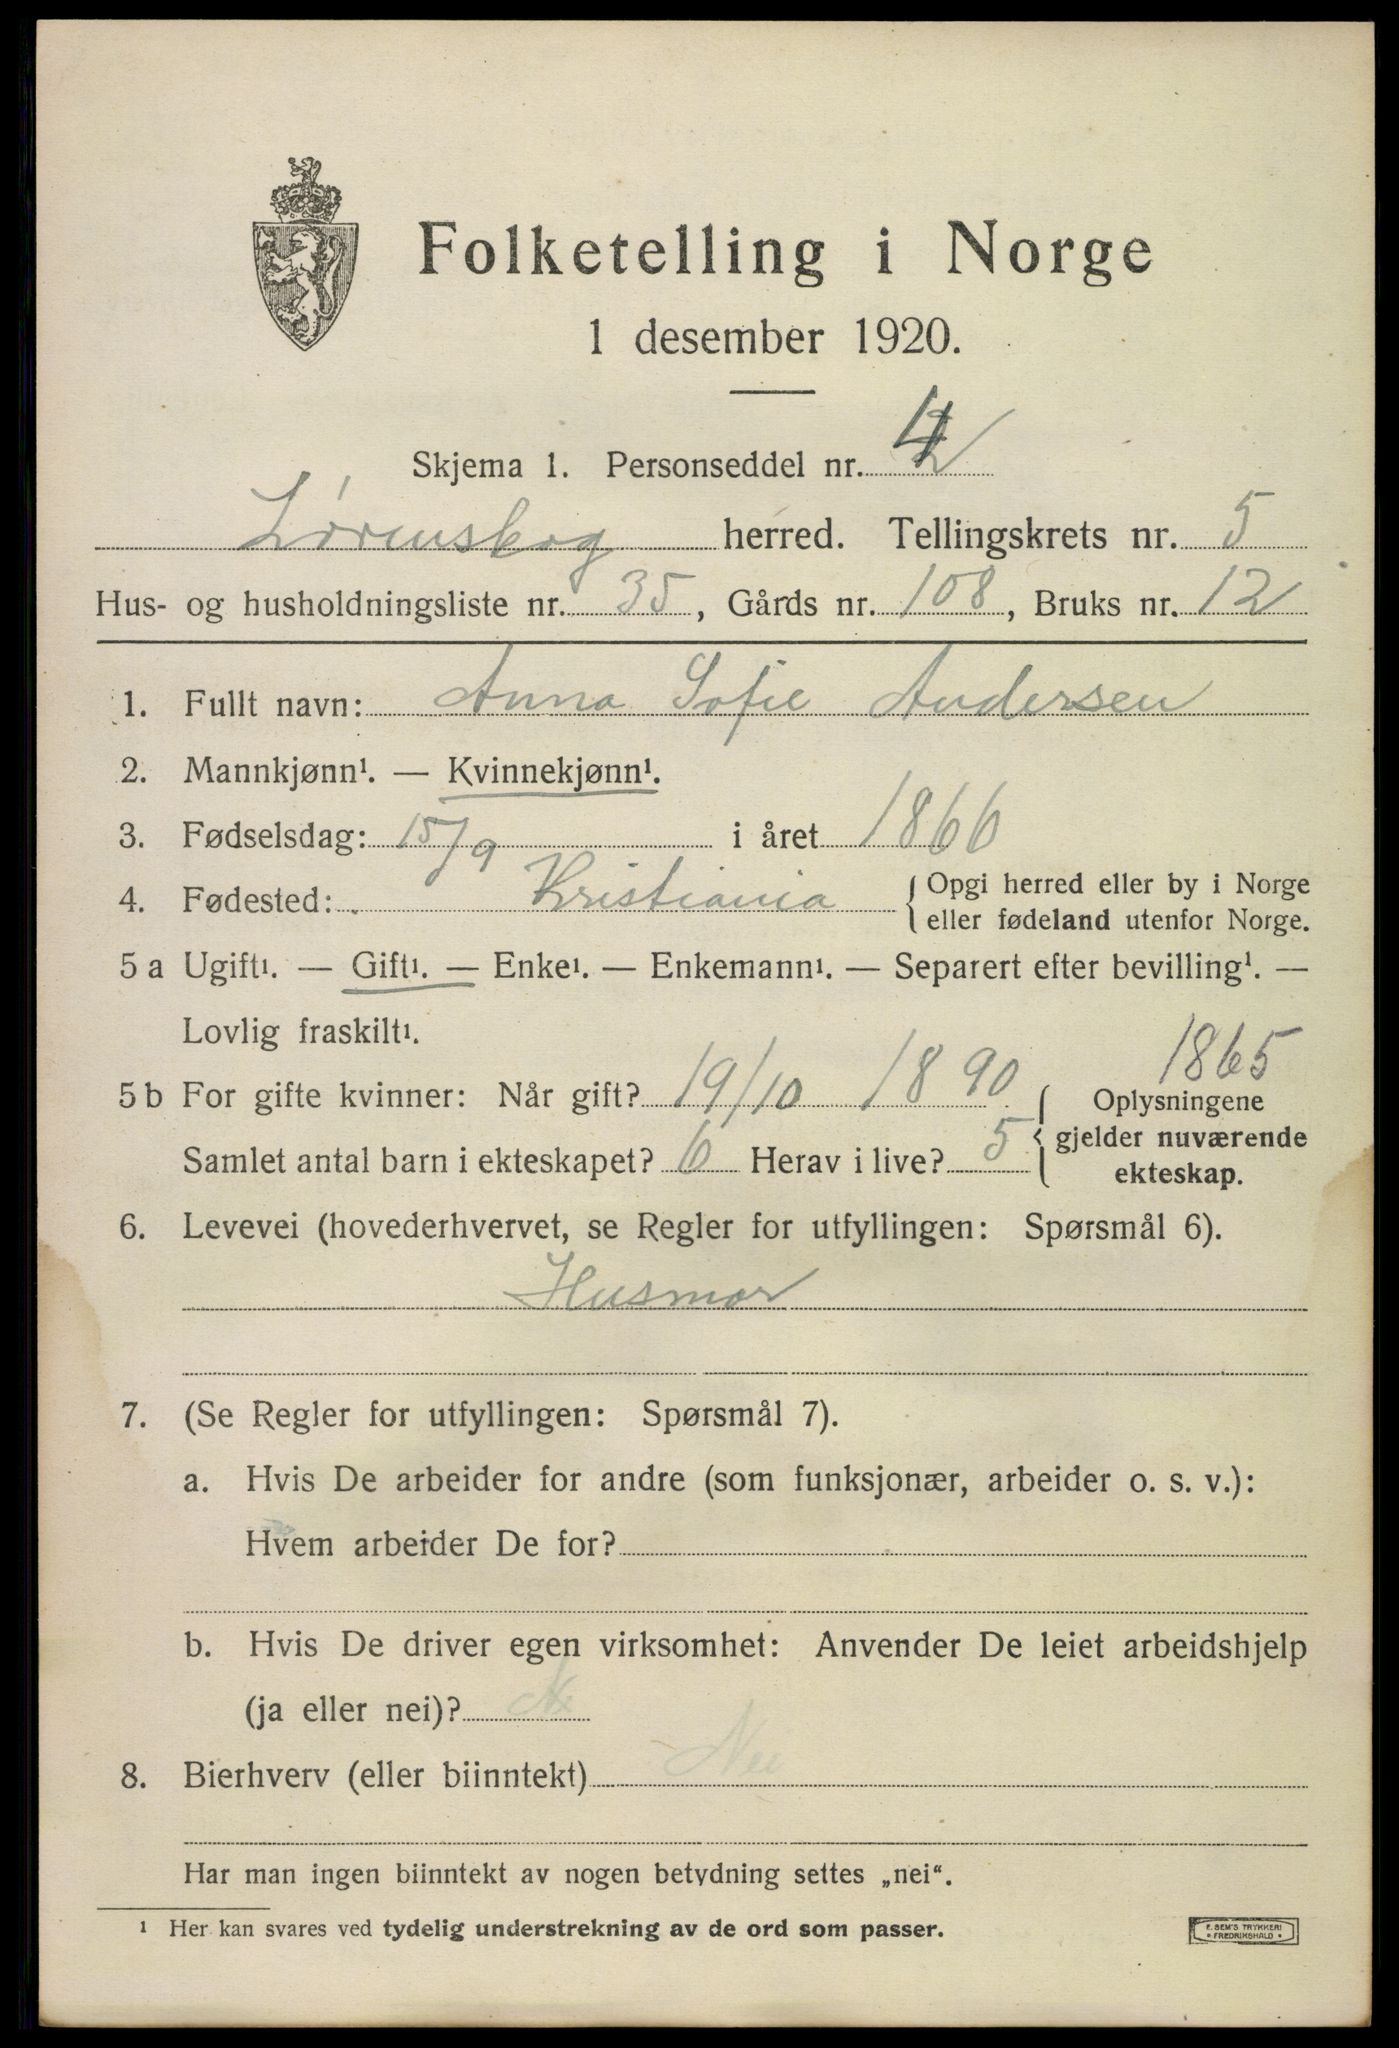 Folketelling i Norge
1 desember 1920.
Skjema 1. Personseddel nr. 4
Lørenskog herred. Tellingskrets nr. 5
Hus- og husholdningsliste nr. 35, Gårds nr. 108, Bruks nr. 12
1. Fullt navn: Anna Sofie Andersen
2. Mannkjønn¹. — Kvinnekjønn¹.
3. Fødselsdag: 15/9 i året 1866
4. Fødested: Kristiania { Opgi herred eller by i Norge
eller fødeland utenfor Norge.
5 a Ugift¹. — Gift¹. — Enke¹. — Enkemann¹. — Separert efter bevilling¹. —
Lovlig fraskilt¹.
1865
5 b For gifte kvinner: Når gift? 19/10 1890 { Oplysningene
gjelder nuværende
Samlet antal barn i ekteskapet? 6 Herav i live? 5
ekteskap.
6. Levevei (hovederhvervet, se Regler for utfyllingen: Spørsmål 6).
Husmor
7. (Se Regler for utfyllingen: Spørsmål 7).
a. Hvis De arbeider for andre (som funksjonær, arbeider o. s. v.):
Hvem arbeider De for?
b. Hvis De driver egen virksomhet: Anvender De leiet arbeidshjelp
(ja eller nei)?
8. Bierhverv (eller biinntekt) Nei
Har man ingen biinntekt av nogen betydning settes „nei“.
¹ Her kan svares ved tydelig understrekning av de ord som passer.
E. SEM'S TRYKKERI
• FREDRIKSHALD •